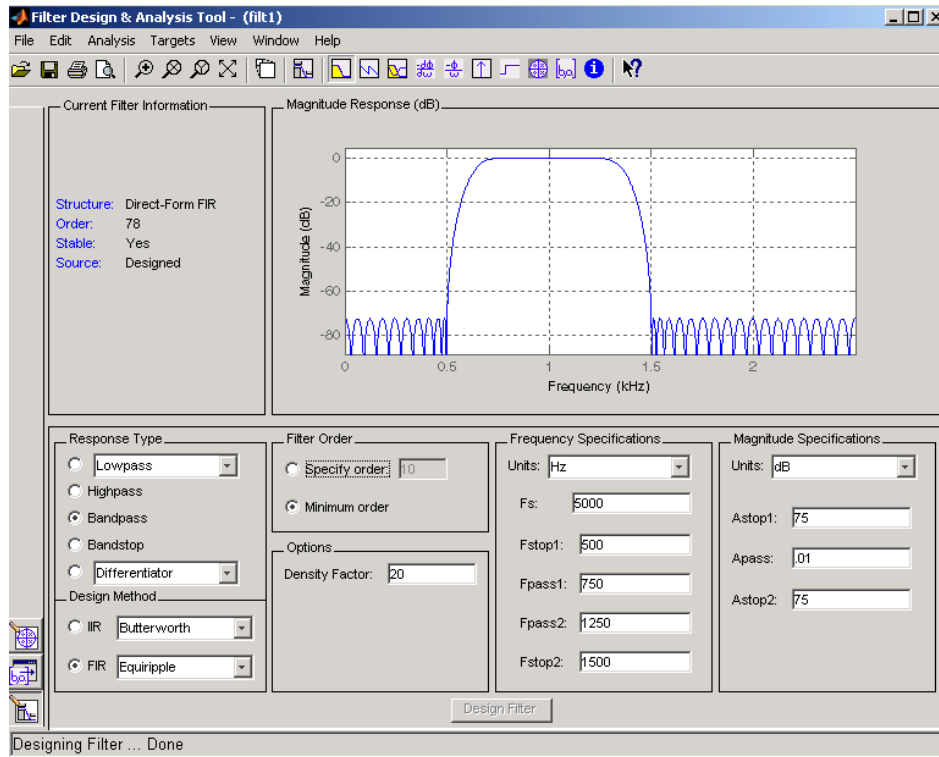 Filter Design & Analysis Tool - (filt1)
File Edit Analysis Targets View Window Help
Current Filter Information
Structure: Direct-Form FIR
Order: 78
Stable: Yes
Source: Designed
Magnitude Response (dB)
Magnitude (dB)
0
-20
-40
-60
-80
0 0.5 1 1.5 2
Frequency (kHz)
Response Type
Lowpass
Highpass
Bandpass
Bandstop
Differentiator
Design Method
IIR Butterworth
FIR Equiripple
Filter Order
Specify order: 10
Minimum order
Options
Density Factor: 20
Frequency Specifications
Units: Hz
Fs: 5000
Fstop1: 500
Fpass1: 750
Fpass2: 1250
Fstop2: 1500
Magnitude Specifications
Units: dB
Astop1: 75
Apass: .01
Astop2: 75
Design Filter
Designing Filter ... Done